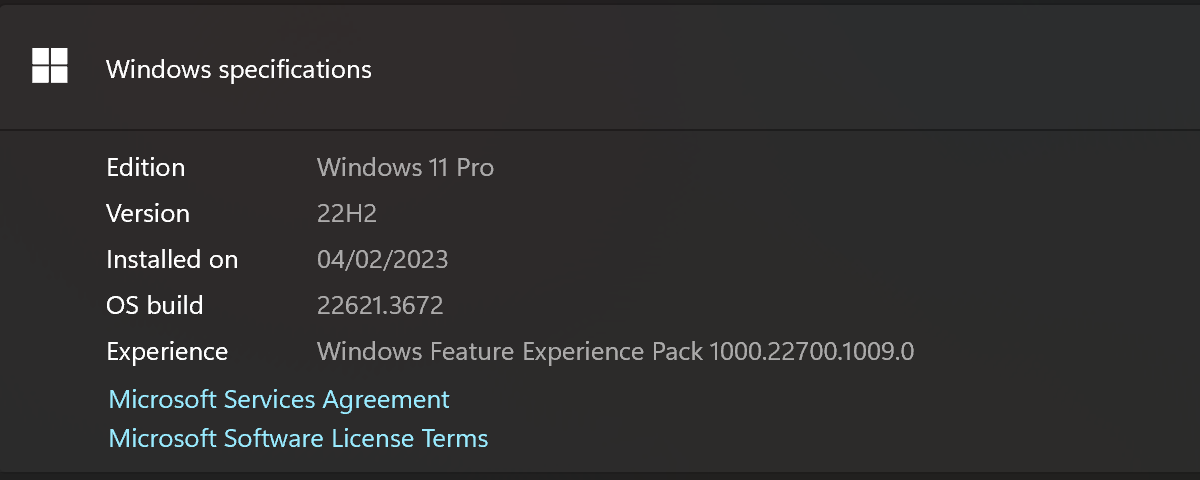 Windows specifications
Edition Windows 11 Pro
Version 22H2
Installed on 04/02/2023
OS build 22621.3672
Experience Windows Feature Experience Pack 1000.22700.1009.0
Microsoft Services Agreement
Microsoft Software License Terms